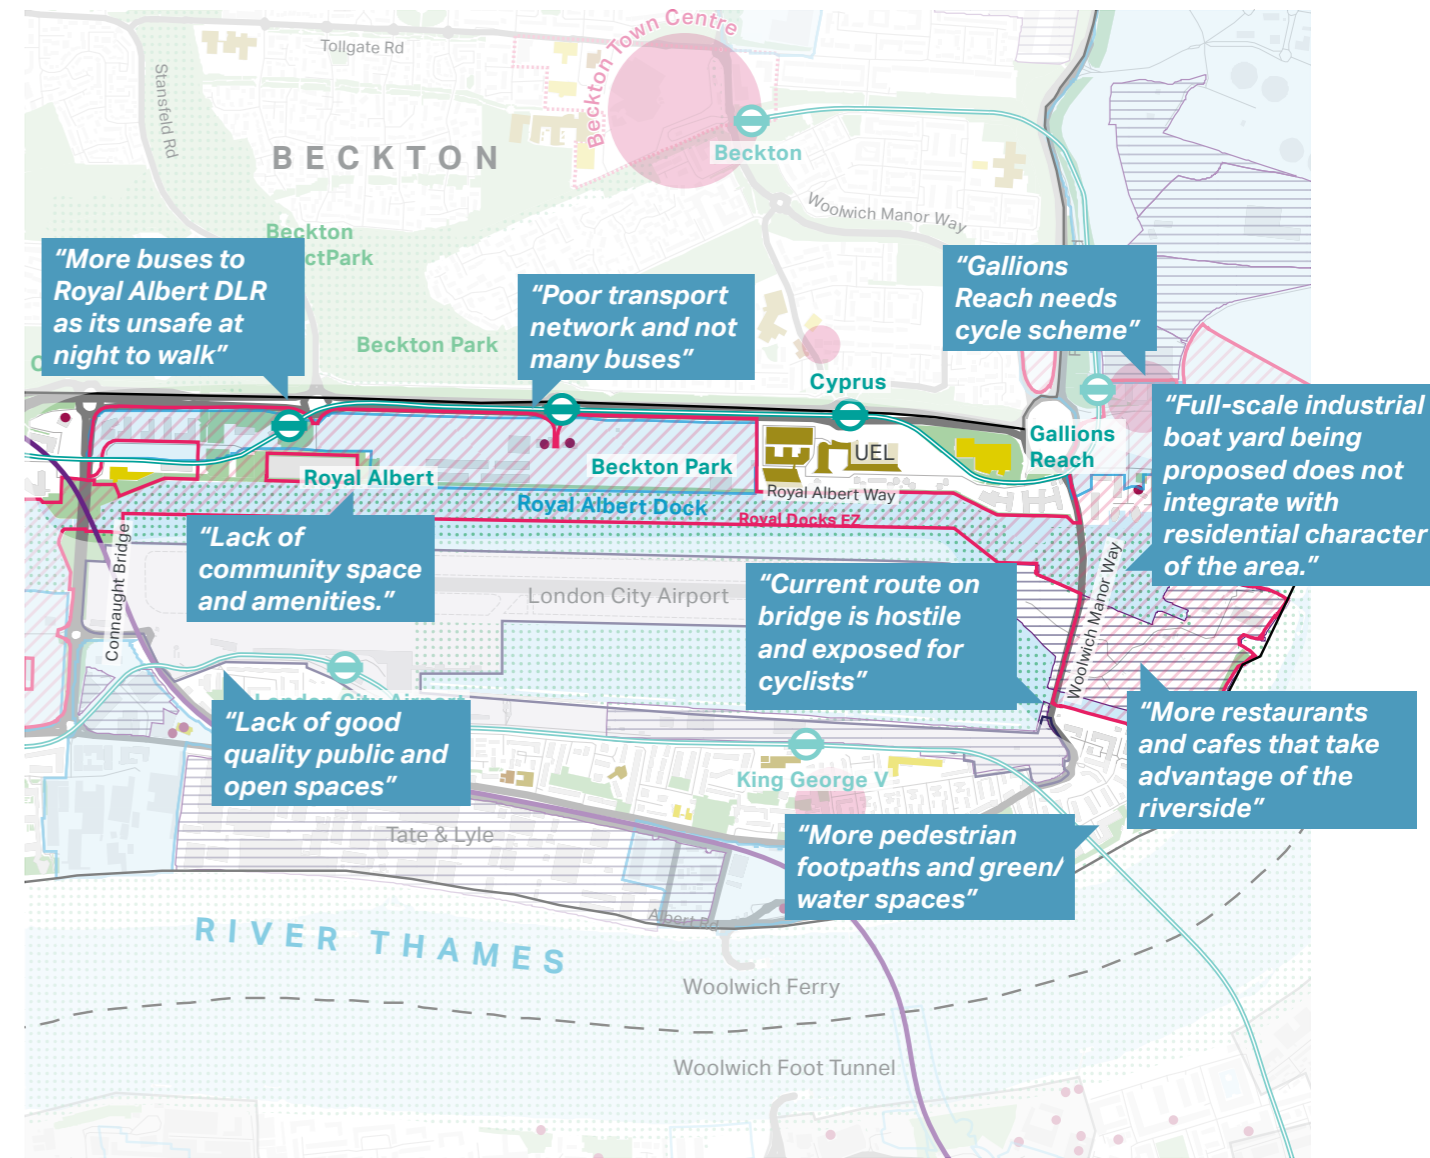 Beckton Town Centre
Tollgate Rd
Stansfeld Rd
BECKTON
Beckton
Woolwich Manor Way
Beckton
ctPark
“More buses to
Royal Albert DLR
as its unsafe at
night to walk”
“Poor transport
network and not
many buses”
“Gallions
Reach needs
cycle scheme”
Beckton Park
Cyprus
“Full-scale industrial
boat yard being
proposed does not
integrate with
residential character
of the area.”
Gallions
Reach
UEL
Beckton Park
Royal Albert
Royal Albert Way
Royal Albert Dock
Royal Docks EZ
Connaught Bridge
“Lack of
community space
and amenities.”
London City Airport
“Current route on
bridge is hostile
and exposed for
cyclists”
Woolwich Manor Way
London City Airport
“Lack of good
quality public and
open spaces”
“More restaurants
and cafes that take
advantage of the
riverside”
King George V
Tate & Lyle
“More pedestrian
footpaths and green/
water spaces”
Albert Rd
RIVER THAMES
Woolwich Ferry
Woolwich Foot Tunnel